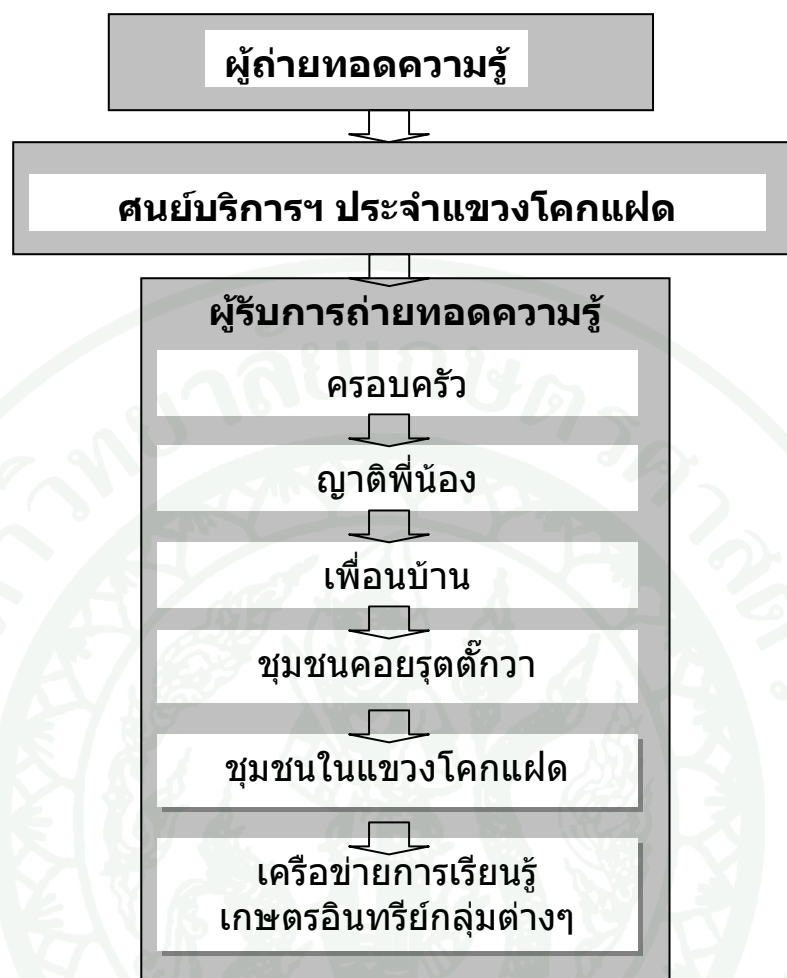 ผู้ถ่ายทอดความรู้
ศนย์บริการฯ ประจำแขวงโคกแฝด
ผู้รับการถ่ายทอดความรู้
ครอบครัว
ญาติพี่น้อง
เพื่อนบ้าน
ชุมชนคอยรุตตั๊กวา
ชุมชนในแขวงโคกแฝด
เครือข่ายการเรียนรู้
เกษตรอินทรีย์กลุ่มต่างๆ